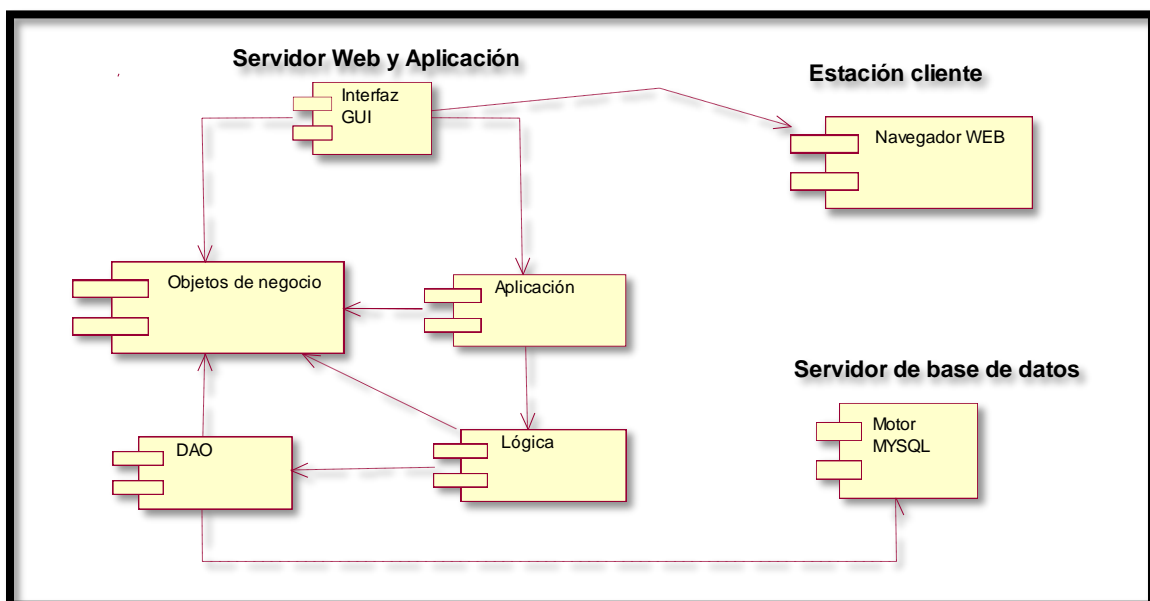 Servidor Web y Aplicación
Estación cliente
Interfaz
GUI
Navegador WEB
Objetos de negocio
Aplicación
Servidor de base de datos
Motor
MYSQL
DAO
Lógica